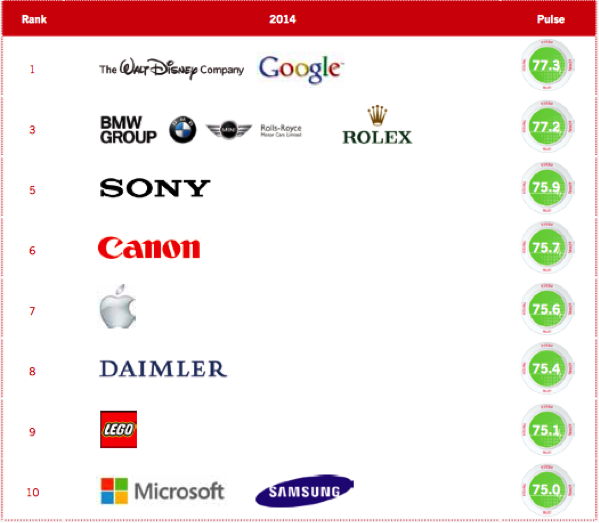 Rank 2014 Pulse
1 The Walt Disney Company Google 77.3
3 BMW GROUP MINI Rolls-Royce Motor Cars Limited ROLEX 77.2
5 SONY 75.9
6 Canon 75.7
7 75.6
8 DAIMLER 75.4
9 LEGO 75.1
10 Microsoft SAMSUNG 75.0